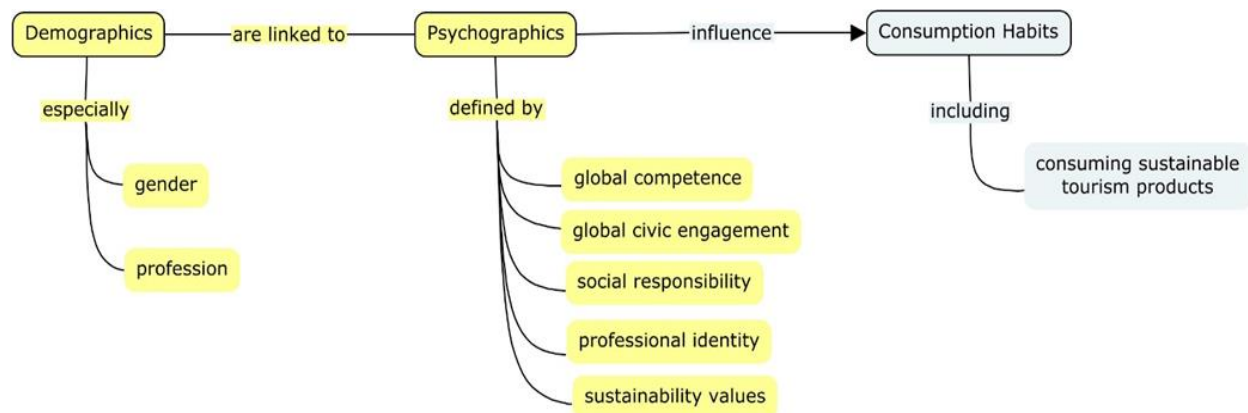 Demographics
are linked to
Psychographics
influence
Consumption Habits
especially
gender
profession
defined by
global competence
global civic engagement
social responsibility
professional identity
sustainability values
including
consuming sustainable
tourism products